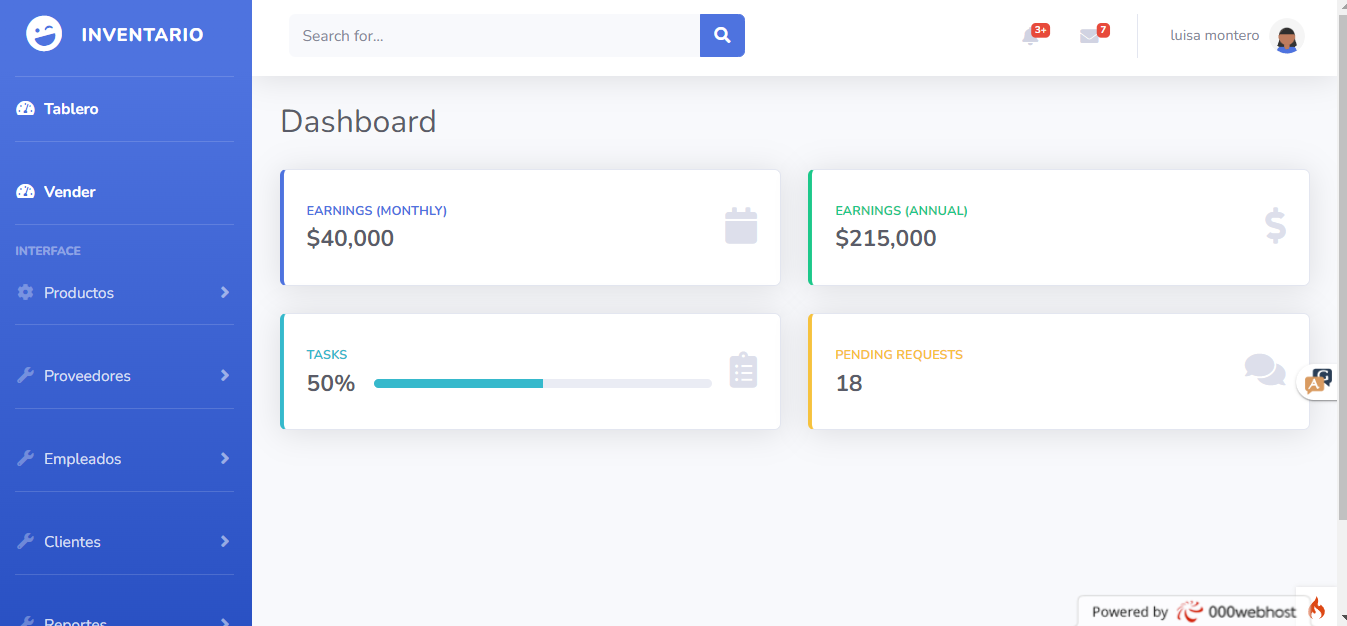 INVENTARIO
Search for...
3+
7
luisa montero
Tablero
Vender
INTERFACE
Productos
Proveedores
Empleados
Clientes
Reportes
Dashboard
EARNINGS (MONTHLY)
$40,000
EARNINGS (ANNUAL)
$215,000
TASKS
50%
PENDING REQUESTS
18
A G
Powered by 000webhost